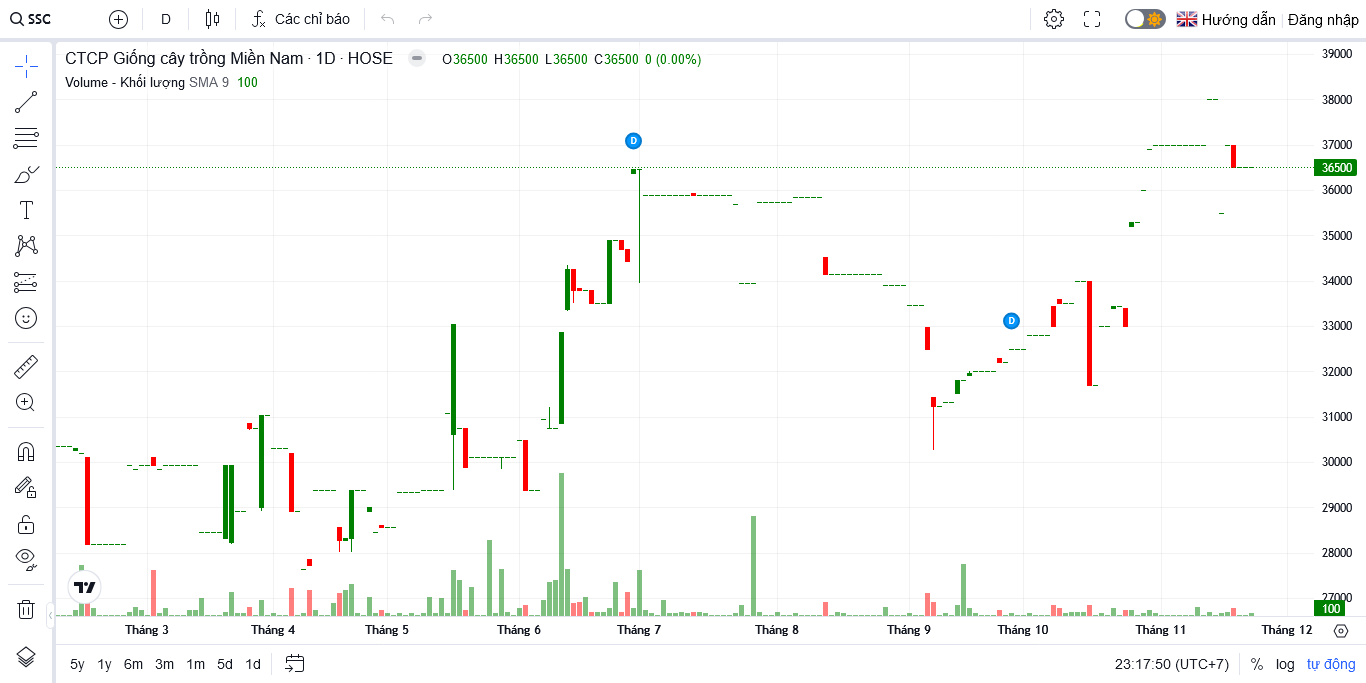 SSC D Các chỉ báo Hướng dẫn Đăng nhập
CTCP Giống cây trồng Miền Nam · 1D · HOSE O36500 H36500 L36500 C36500 0 (0.00%)
Volume - Khối lượng SMA 9 100
39000
38000
37000
36500
36000
35000
34000
33000
32000
31000
30000
29000
28000
27000
100
D
D
Tháng 3 Tháng 4 Tháng 5 Tháng 6 Tháng 7 Tháng 8 Tháng 9 Tháng 10 Tháng 11 Tháng 12
5y 1y 6m 3m 1m 5d 1d 23:17:50 (UTC+7) % log tự động